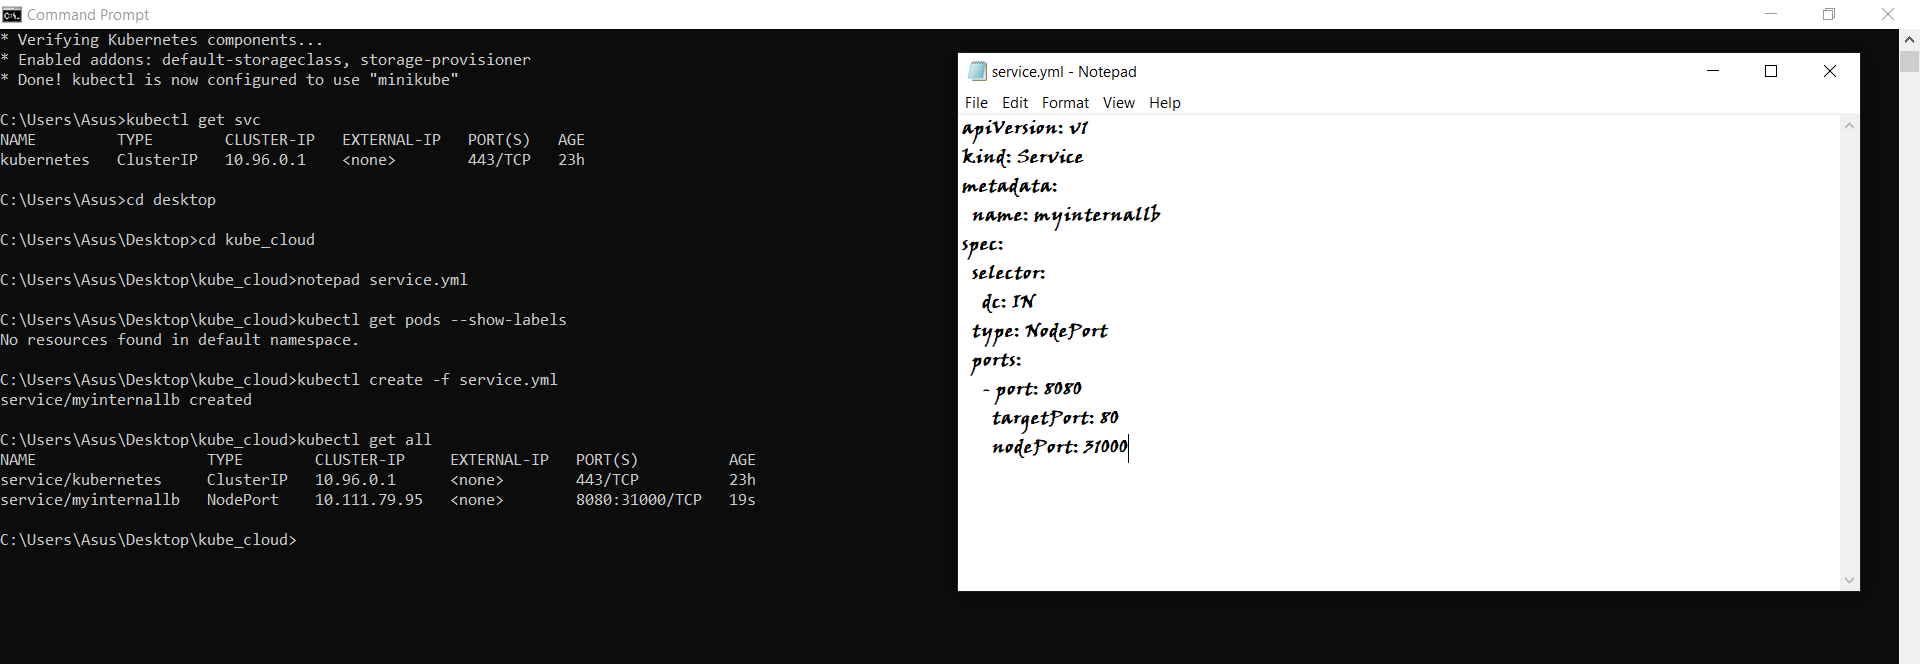 Command Prompt
* Verifying Kubernetes components...
* Enabled addons: default-storageclass, storage-provisioner
* Done! kubectl is now configured to use "minikube"
C:\Users\Asus>kubectl get svc
NAME         TYPE        CLUSTER-IP   EXTERNAL-IP   PORT(S)   AGE
kubernetes   ClusterIP   10.96.0.1    <none>        443/TCP   23h
C:\Users\Asus>cd desktop
C:\Users\Asus\Desktop>cd kube_cloud
C:\Users\Asus\Desktop\kube_cloud>notepad service.yml
C:\Users\Asus\Desktop\kube_cloud>kubectl get pods --show-labels
No resources found in default namespace.
C:\Users\Asus\Desktop\kube_cloud>kubectl create -f service.yml
service/myinternallb created
C:\Users\Asus\Desktop\kube_cloud>kubectl get all
NAME                   TYPE        CLUSTER-IP     EXTERNAL-IP   PORT(S)          AGE
service/kubernetes     ClusterIP   10.96.0.1      <none>        443/TCP          23h
service/myinternallb   NodePort    10.111.79.95   <none>        8080:31000/TCP   19s
C:\Users\Asus\Desktop\kube_cloud>
service.yml - Notepad
File Edit Format View Help
apiVersion: v1
kind: Service
metadata:
  name: myinternallb
spec:
  selector:
    dc: IN
  type: NodePort
  ports:
    - port: 8080
      targetPort: 80
      nodePort: 31000